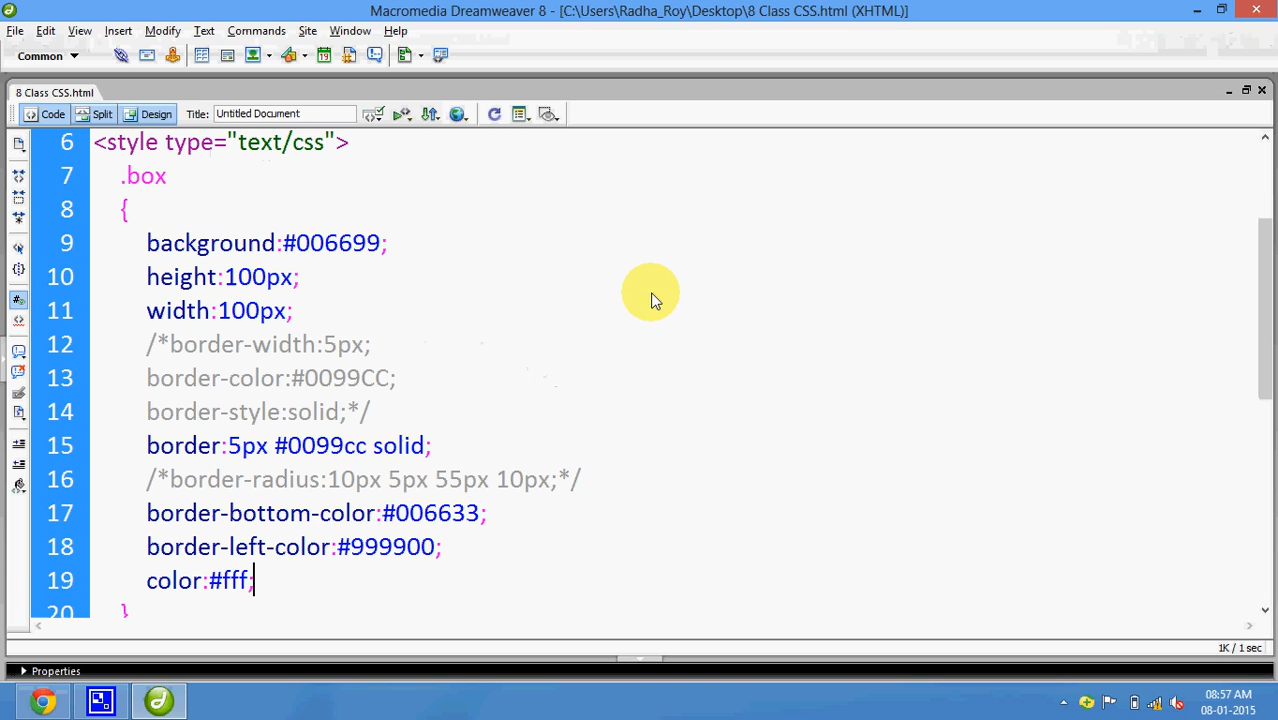 Macromedia Dreamweaver 8 - [C:\Users\Radha_Roy\Desktop\8 Class CSS.html (XHTML)]
File Edit View Insert Modify Text Commands Site Window Help
Common
8 Class CSS.html
Code Split Design Title: Untitled Document
6 <style type="text/css">
7 .box
8 {
9 background:#006699;
10 height:100px;
11 width:100px;
12 /*border-width:5px;
13 border-color:#0099CC;
14 border-style:solid;*/
15 border:5px #0099cc solid;
16 /*border-radius:10px 5px 55px 10px;*/
17 border-bottom-color:#006633;
18 border-left-color:#999900;
19 color:#fff;
20 }
1K / 1 sec
Properties
08:57 AM
08-01-2015